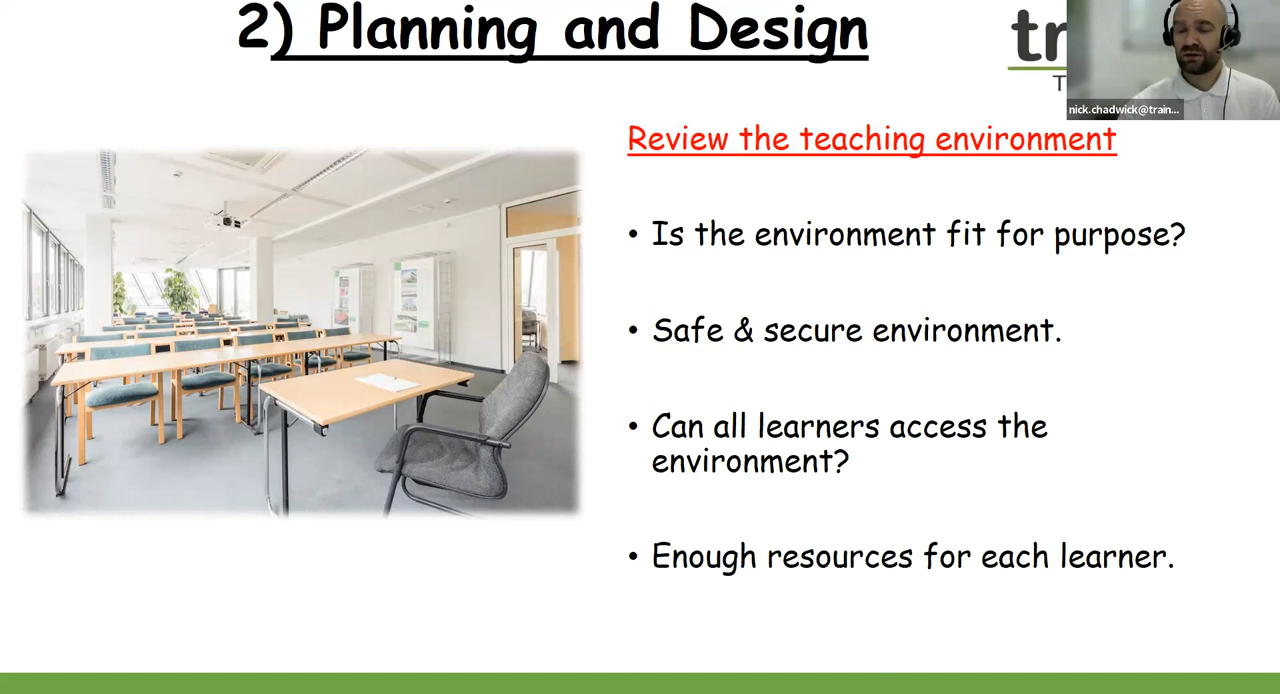 2) Planning and Design
nick.chadwick@train...
Review the teaching environment
• Is the environment fit for purpose?
• Safe & secure environment.
• Can all learners access the
environment?
• Enough resources for each learner.